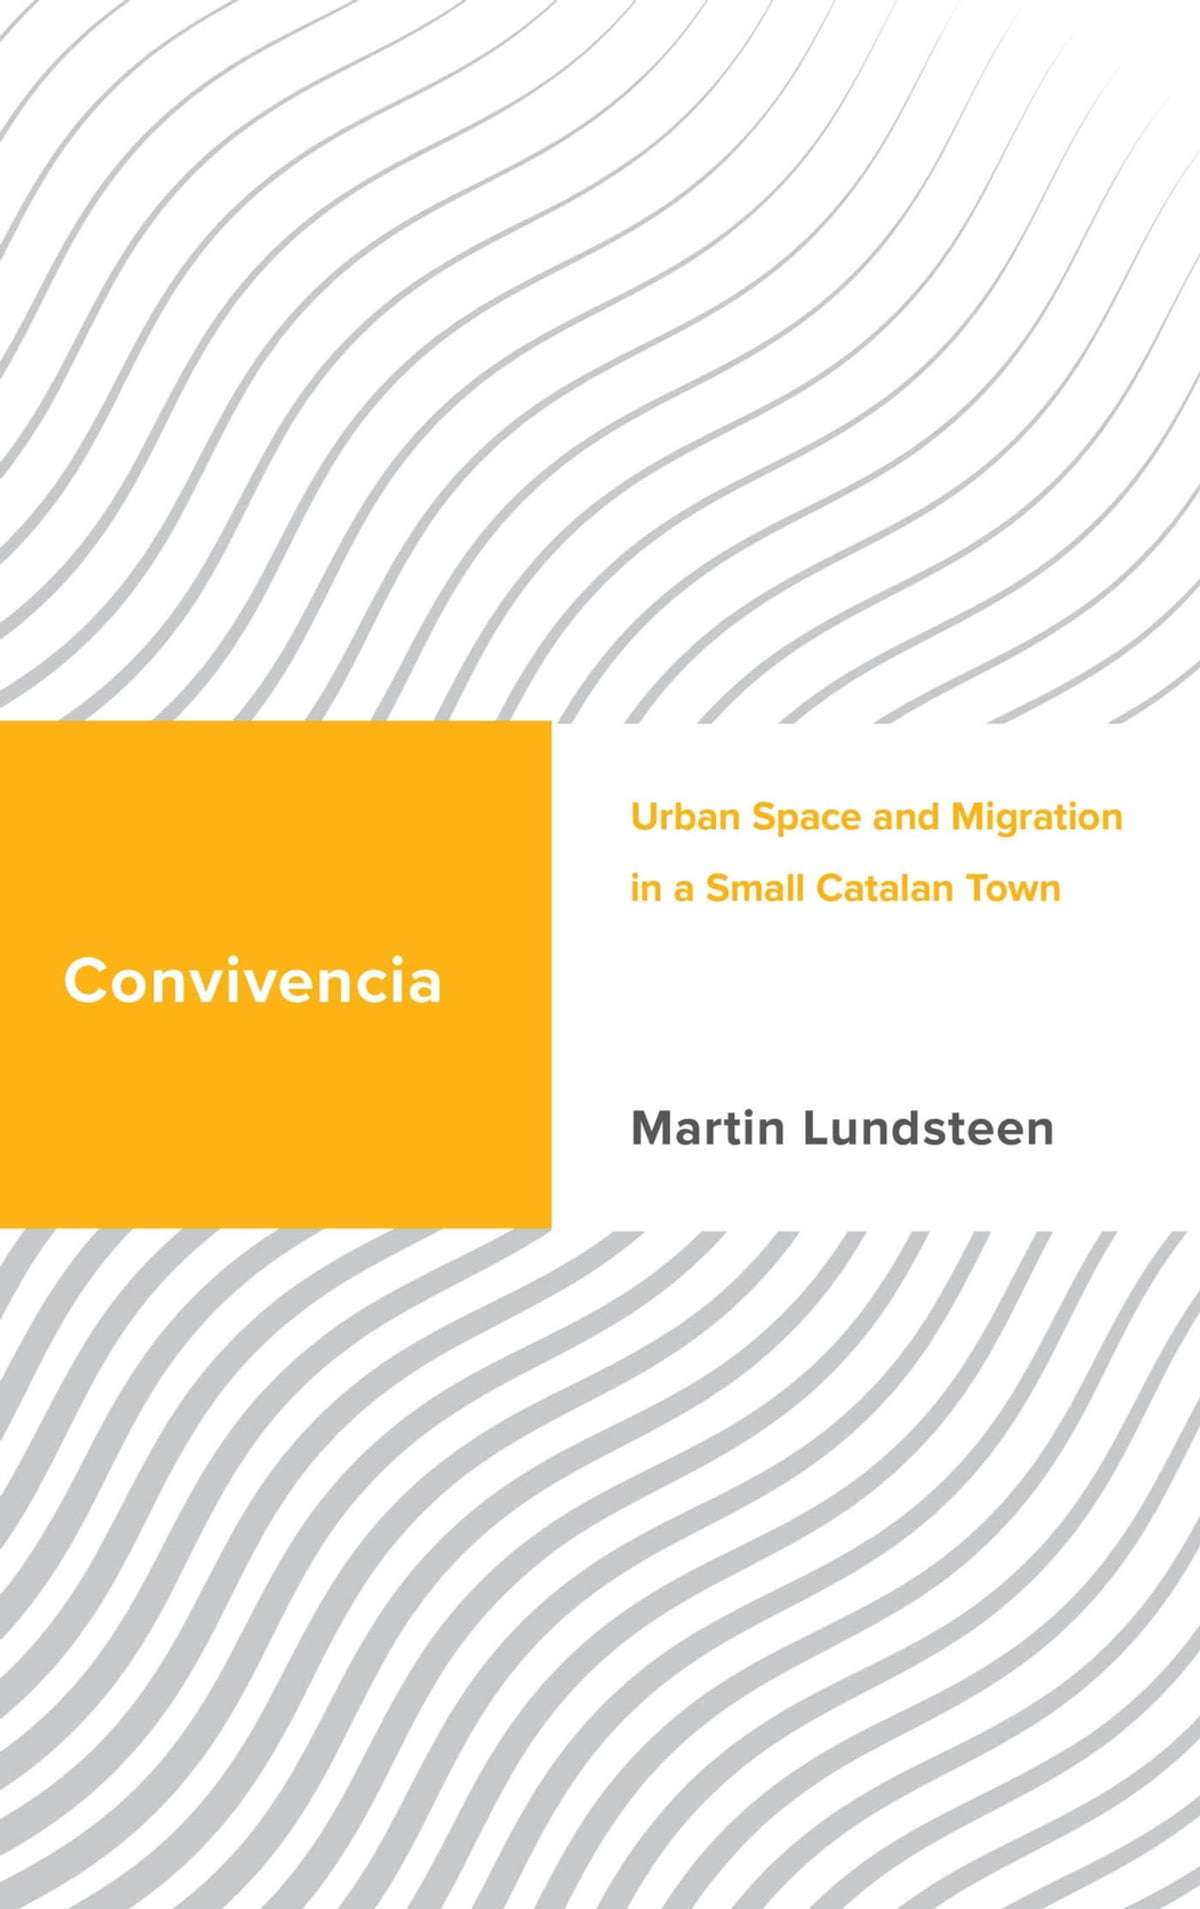 Convivencia
Urban Space and Migration
in a Small Catalan Town
Martin Lundsteen